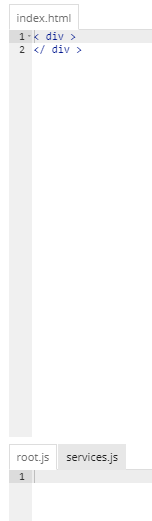 index.html
1 < div >
2 </ div >
root.js services.js
1